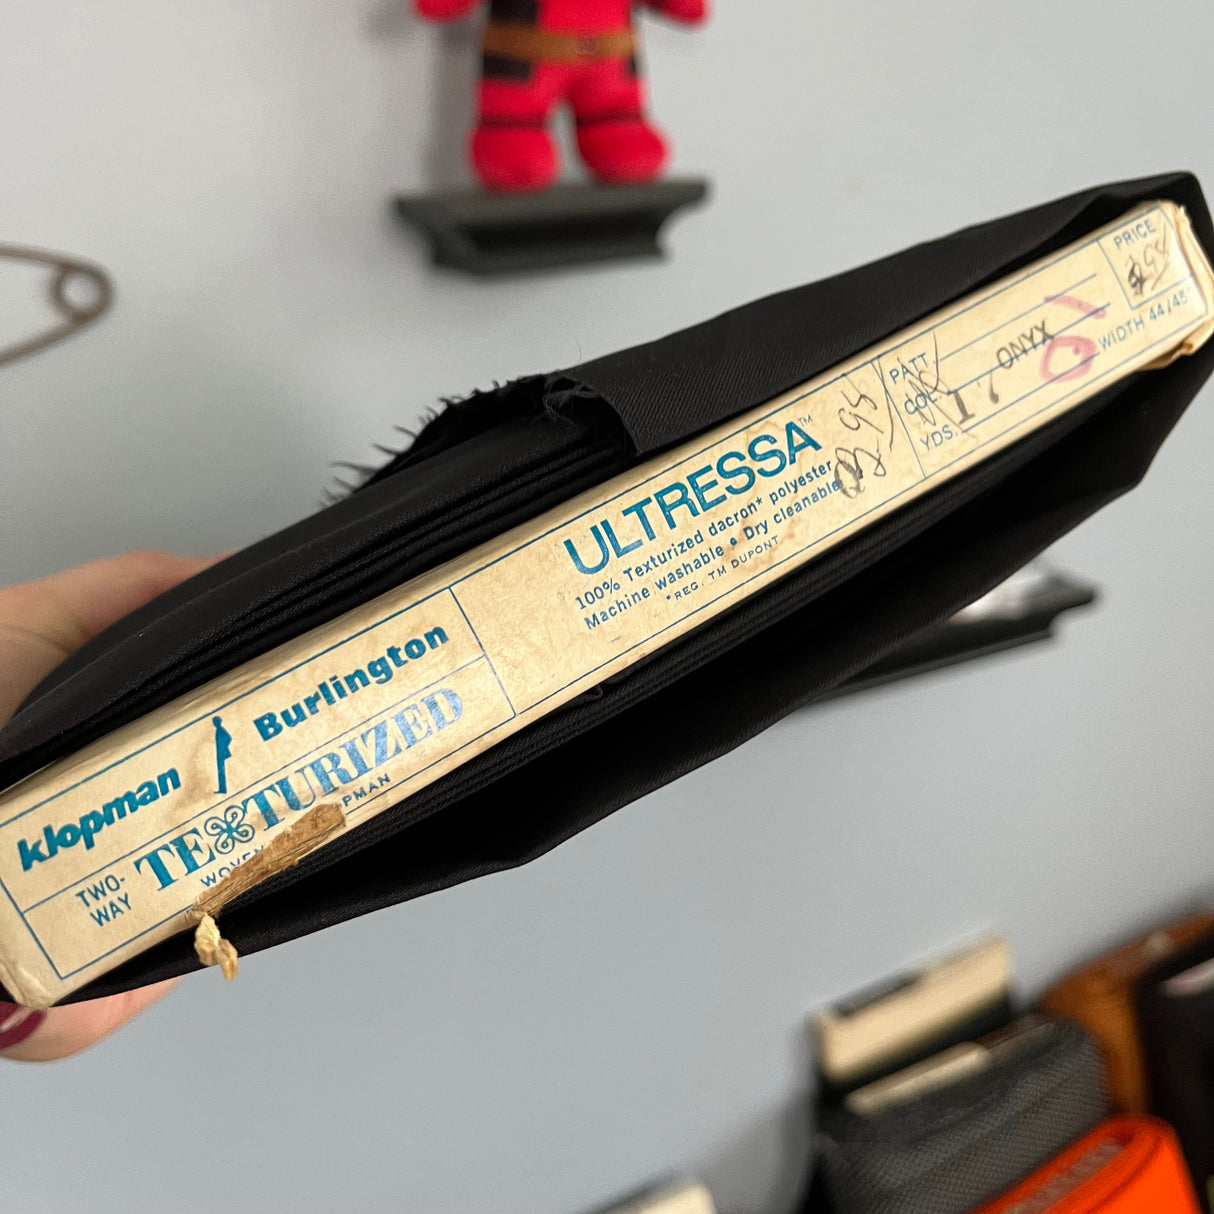 klopman Burlington
TWO-
WAY
TEXTURIZED
WOVEN
PMAN
ULTRESSA™
100% Texturized dacron* polyester
Machine washable • Dry cleanable
*REG. TM DUPONT
PATT.
COL.
ONYX
YDS.
10
WIDTH 44/45"
PRICE